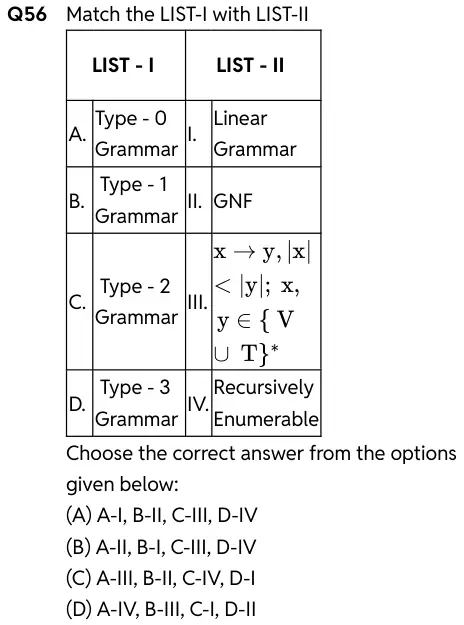 Q56 Match the LIST-I with LIST-II
LIST - I LIST - II
A. Type - 0 Grammar I. Linear Grammar
B. Type - 1 Grammar II. GNF
C. Type - 2 Grammar III. x → y, |x| < |y|; x, y ∈ { V ∪ T}*
D. Type - 3 Grammar IV. Recursively Enumerable
Choose the correct answer from the options
given below:
(A) A-I, B-II, C-III, D-IV
(B) A-II, B-I, C-III, D-IV
(C) A-III, B-II, C-IV, D-I
(D) A-IV, B-III, C-I, D-II